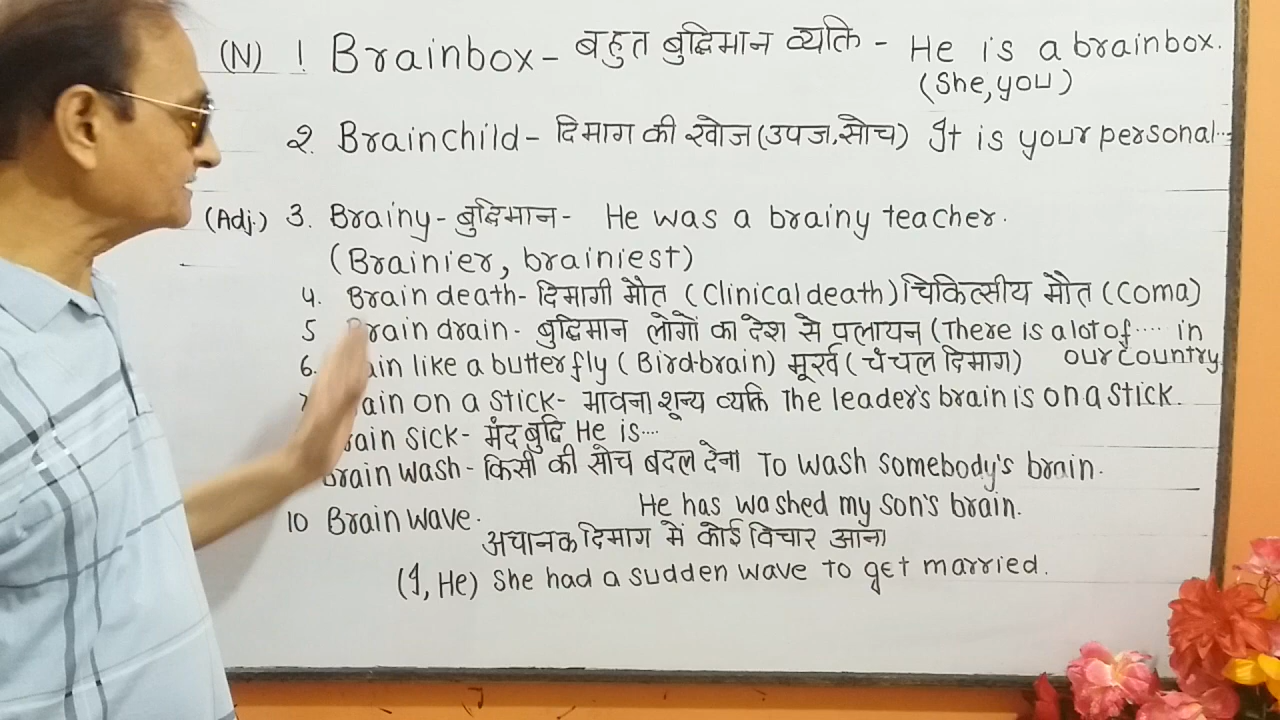 (N) 1 Brainbox - बहुत बुद्धिमान व्यक्ति - He is a brainbox.
(She, you)
2. Brainchild - दिमाग की खोज (उपज, सोच) It is your personal...
(Adj.) 3. Brainy - बुद्धिमान - He was a brainy teacher.
(Brainier, brainiest)
4. Brain death - दिमागी मौत (Clinical death) चिकित्सीय मौत (Coma)
5 Brain drain - बुद्धिमान लोगों का देश से पलायन (There is a lot of .... in
6. ain like a butterfly (Bird-brain) मूर्ख (चंचल दिमाग) our country
ain on a stick - भावना शून्य व्यक्ति The leader's brain is on a stick.
rain sick - मंद बुद्धि He is....
Brain wash - किसी की सोच बदल देना To wash somebody's brain.
He has washed my son's brain.
10 Brain wave.
अचानक दिमाग में कोई विचार आना
(I, He) She had a sudden wave to get married.